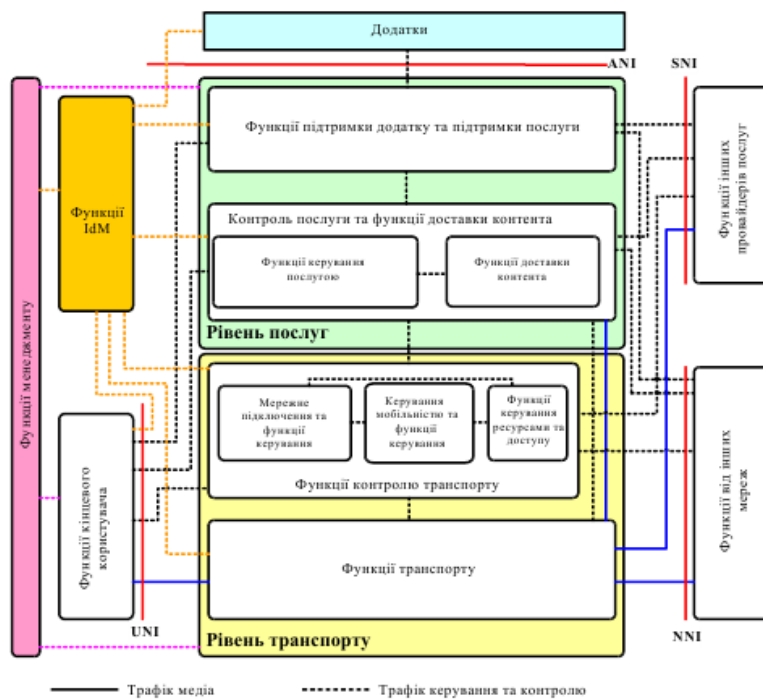 Додатки
ANI
SNI
Функції підтримки додатку та підтримки послуги
Функції інших
провайдерів послуг
Функції
IdM
Контроль послуги та функції доставки контента
Функції керування
послугою
Функції доставки
контента
Рівень послуг
Функції менеджменту
Мережне
підключення та
функції
керування
Керування
мобільністю та
функції
керування
Функції
керування
ресурсами та
доступу
Функції контролю транспорту
Функції кінцевого
користувача
Функції від інших
мереж
Функції транспорту
UNI
Рівень транспорту
NNI
Трафік медіа
Трафік керування та контролю